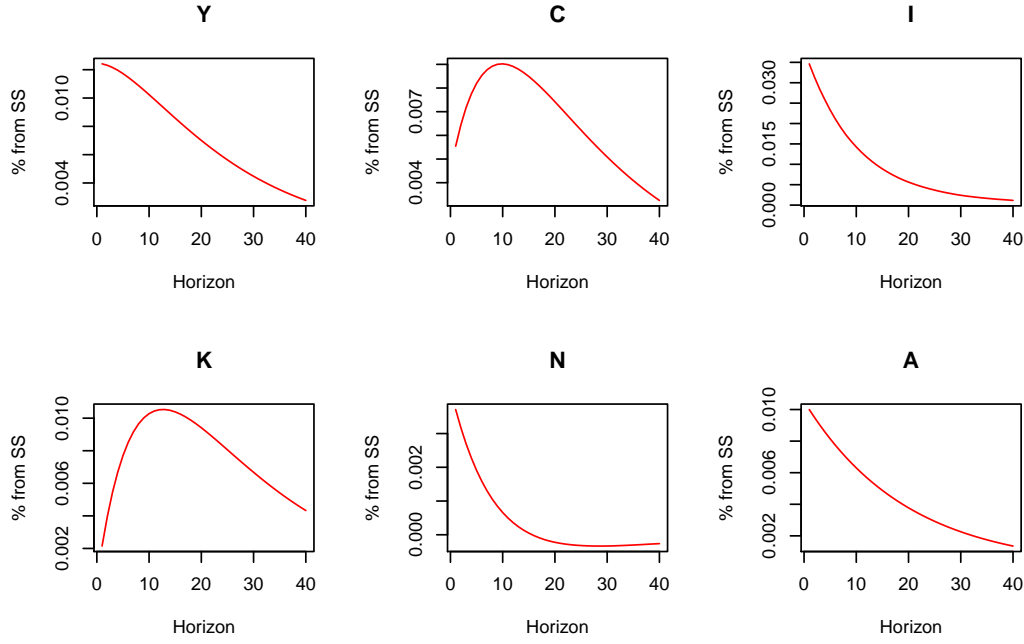 Y
% from SS
0.004
0.010
0 10 20 30 40
Horizon
C
% from SS
0.004
0.007
0 10 20 30 40
Horizon
I
% from SS
0.000
0.015
0.030
0 10 20 30 40
Horizon
K
% from SS
0.002
0.006
0.010
0 10 20 30 40
Horizon
N
% from SS
0.000
0.002
0 10 20 30 40
Horizon
A
% from SS
0.002
0.006
0.010
0 10 20 30 40
Horizon